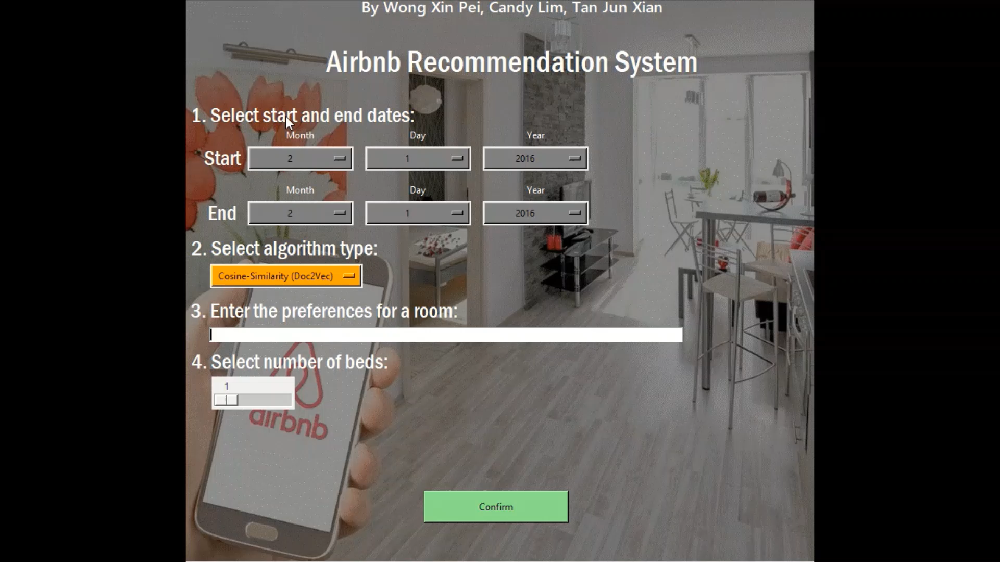 By Wong Xin Pei, Candy Lim, Tan Jun Xian
Airbnb Recommendation System
1. Select start and end dates:
Month Day Year
Start 2 1 2016
Month Day Year
End 2 1 2016
2. Select algorithm type:
Cosine-Similarity (Doc2Vec)
3. Enter the preferences for a room:
4. Select number of beds:
1
airbnb
Confirm